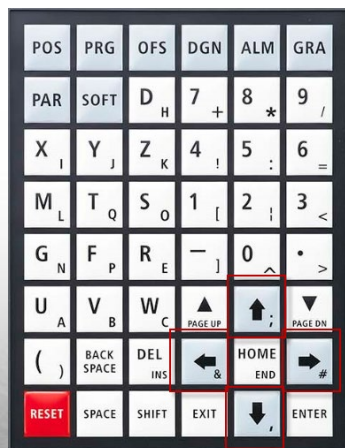 POS PRG OFS DGN ALM GRA
PAR SOFT D H 7 + 8 * 9 /
X I Y J Z K 4 ! 5 : 6 =
M L T Q S O 1 [ 2 ¦ 3 <
G N F P R E – ] 0 ^ • >
U A V B W C ▲ PAGE UP ⬆ ; ▼ PAGE DN
( ) BACK SPACE DEL INS ⬅ & HOME END ➡ #
RESET SPACE SHIFT EXIT ⬇ , ENTER